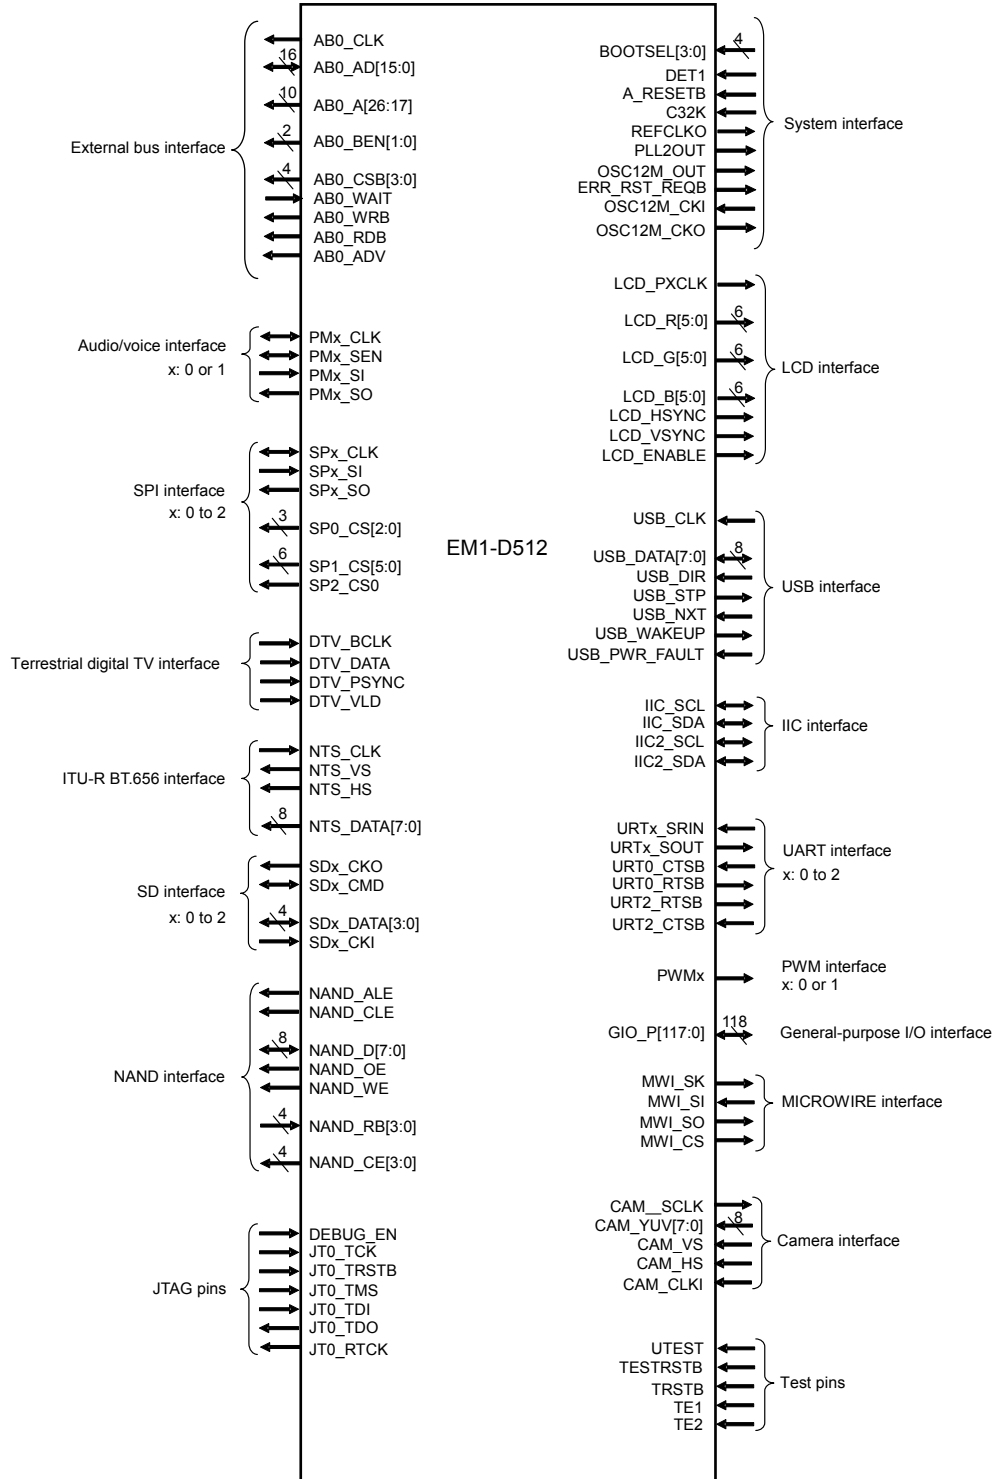 External bus interface
AB0_CLK
16
AB0_AD[15:0]
10
AB0_A[26:17]
2
AB0_BEN[1:0]
4
AB0_CSB[3:0]
AB0_WAIT
AB0_WRB
AB0_RDB
AB0_ADV
Audio/voice interface
x: 0 or 1
PMx_CLK
PMx_SEN
PMx_SI
PMx_SO
SPI interface
x: 0 to 2
SPx_CLK
SPx_SI
SPx_SO
3
SP0_CS[2:0]
6
SP1_CS[5:0]
SP2_CS0
Terrestrial digital TV interface
DTV_BCLK
DTV_DATA
DTV_PSYNC
DTV_VLD
ITU-R BT.656 interface
NTS_CLK
NTS_VS
NTS_HS
8
NTS_DATA[7:0]
SD interface
x: 0 to 2
SDx_CKO
SDx_CMD
4
SDx_DATA[3:0]
SDx_CKI
NAND interface
NAND_ALE
NAND_CLE
8
NAND_D[7:0]
NAND_OE
NAND_WE
4
NAND_RB[3:0]
4
NAND_CE[3:0]
JTAG pins
DEBUG_EN
JT0_TCK
JT0_TRSTB
JT0_TMS
JT0_TDI
JT0_TDO
JT0_RTCK
EM1-D512
BOOTSEL[3:0]
4
DET1
A_RESETB
C32K
REFCLKO
PLL2OUT
OSC12M_OUT
ERR_RST_REQB
OSC12M_CKI
OSC12M_CKO
System interface
LCD_PXCLK
LCD_R[5:0]
6
LCD_G[5:0]
6
LCD_B[5:0]
6
LCD_HSYNC
LCD_VSYNC
LCD_ENABLE
LCD interface
USB_CLK
USB_DATA[7:0]
8
USB_DIR
USB_STP
USB_NXT
USB_WAKEUP
USB_PWR_FAULT
USB interface
IIC_SCL
IIC_SDA
IIC2_SCL
IIC2_SDA
IIC interface
URTx_SRIN
URTx_SOUT
URT0_CTSB
URT0_RTSB
URT2_RTSB
URT2_CTSB
UART interface
x: 0 to 2
PWMx
PWM interface
x: 0 or 1
GIO_P[117:0]
118
General-purpose I/O interface
MWI_SK
MWI_SI
MWI_SO
MWI_CS
MICROWIRE interface
CAM__SCLK
CAM_YUV[7:0]
8
CAM_VS
CAM_HS
CAM_CLKI
Camera interface
UTEST
TESTRSTB
TRSTB
TE1
TE2
Test pins